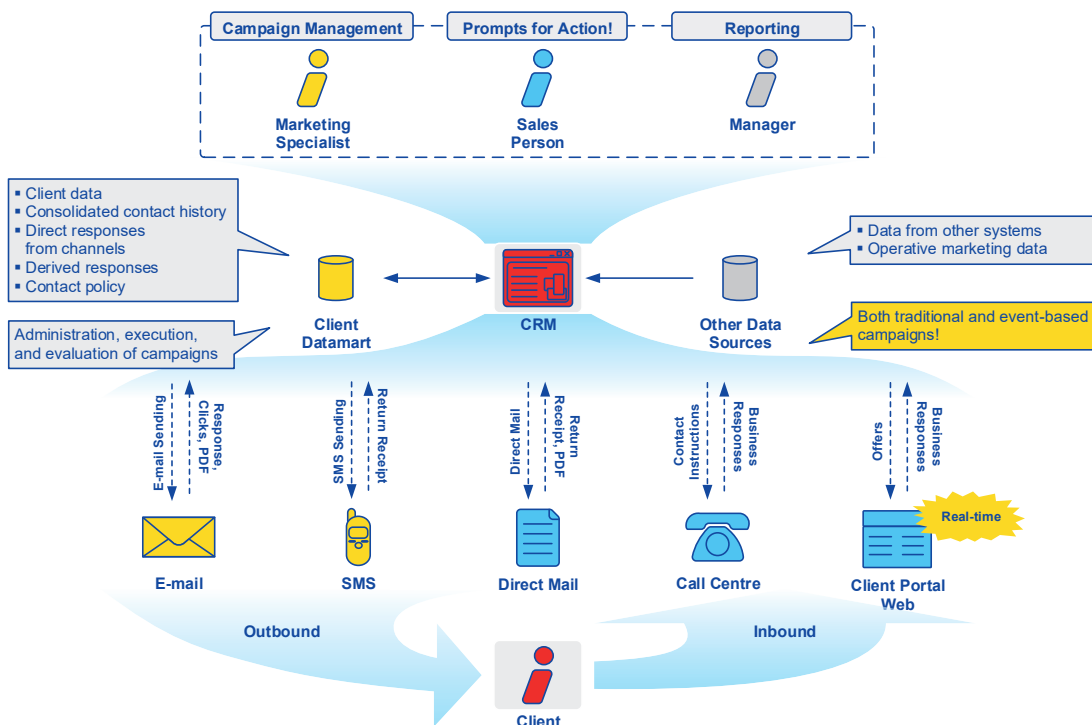 Campaign Management
Prompts for Action!
Reporting
Marketing
Specialist
Sales
Person
Manager
▪ Client data
▪ Consolidated contact history
▪ Direct responses
from channels
▪ Derived responses
▪ Contact policy
▪ Data from other systems
▪ Operative marketing data
Client
Datamart
CRM
Other Data
Sources
Administration, execution,
and evaluation of campaigns
Both traditional and event-based
campaigns!
E-mail Sending
Response,
Clicks, PDF
SMS Sending
Return Receipt
Direct Mail
Return
Receipt, PDF
Contact
Instructions
Business
Responses
Offers
Business
Responses
Real-time
E-mail
SMS
Direct Mail
Call Centre
Client Portal
Web
Outbound
Inbound
Client